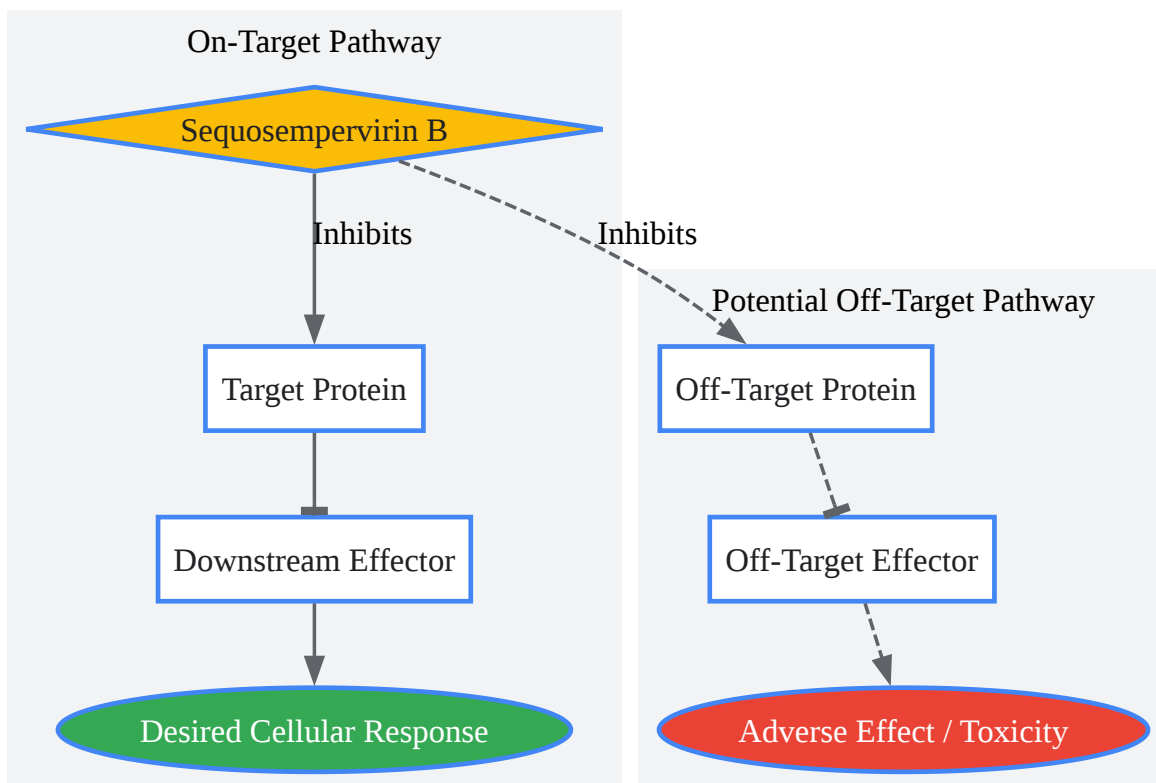 On-Target Pathway
Sequosempervirin B
Inhibits
Inhibits
Potential Off-Target Pathway
Target Protein
Off-Target Protein
Downstream Effector
Off-Target Effector
Desired Cellular Response
Adverse Effect / Toxicity